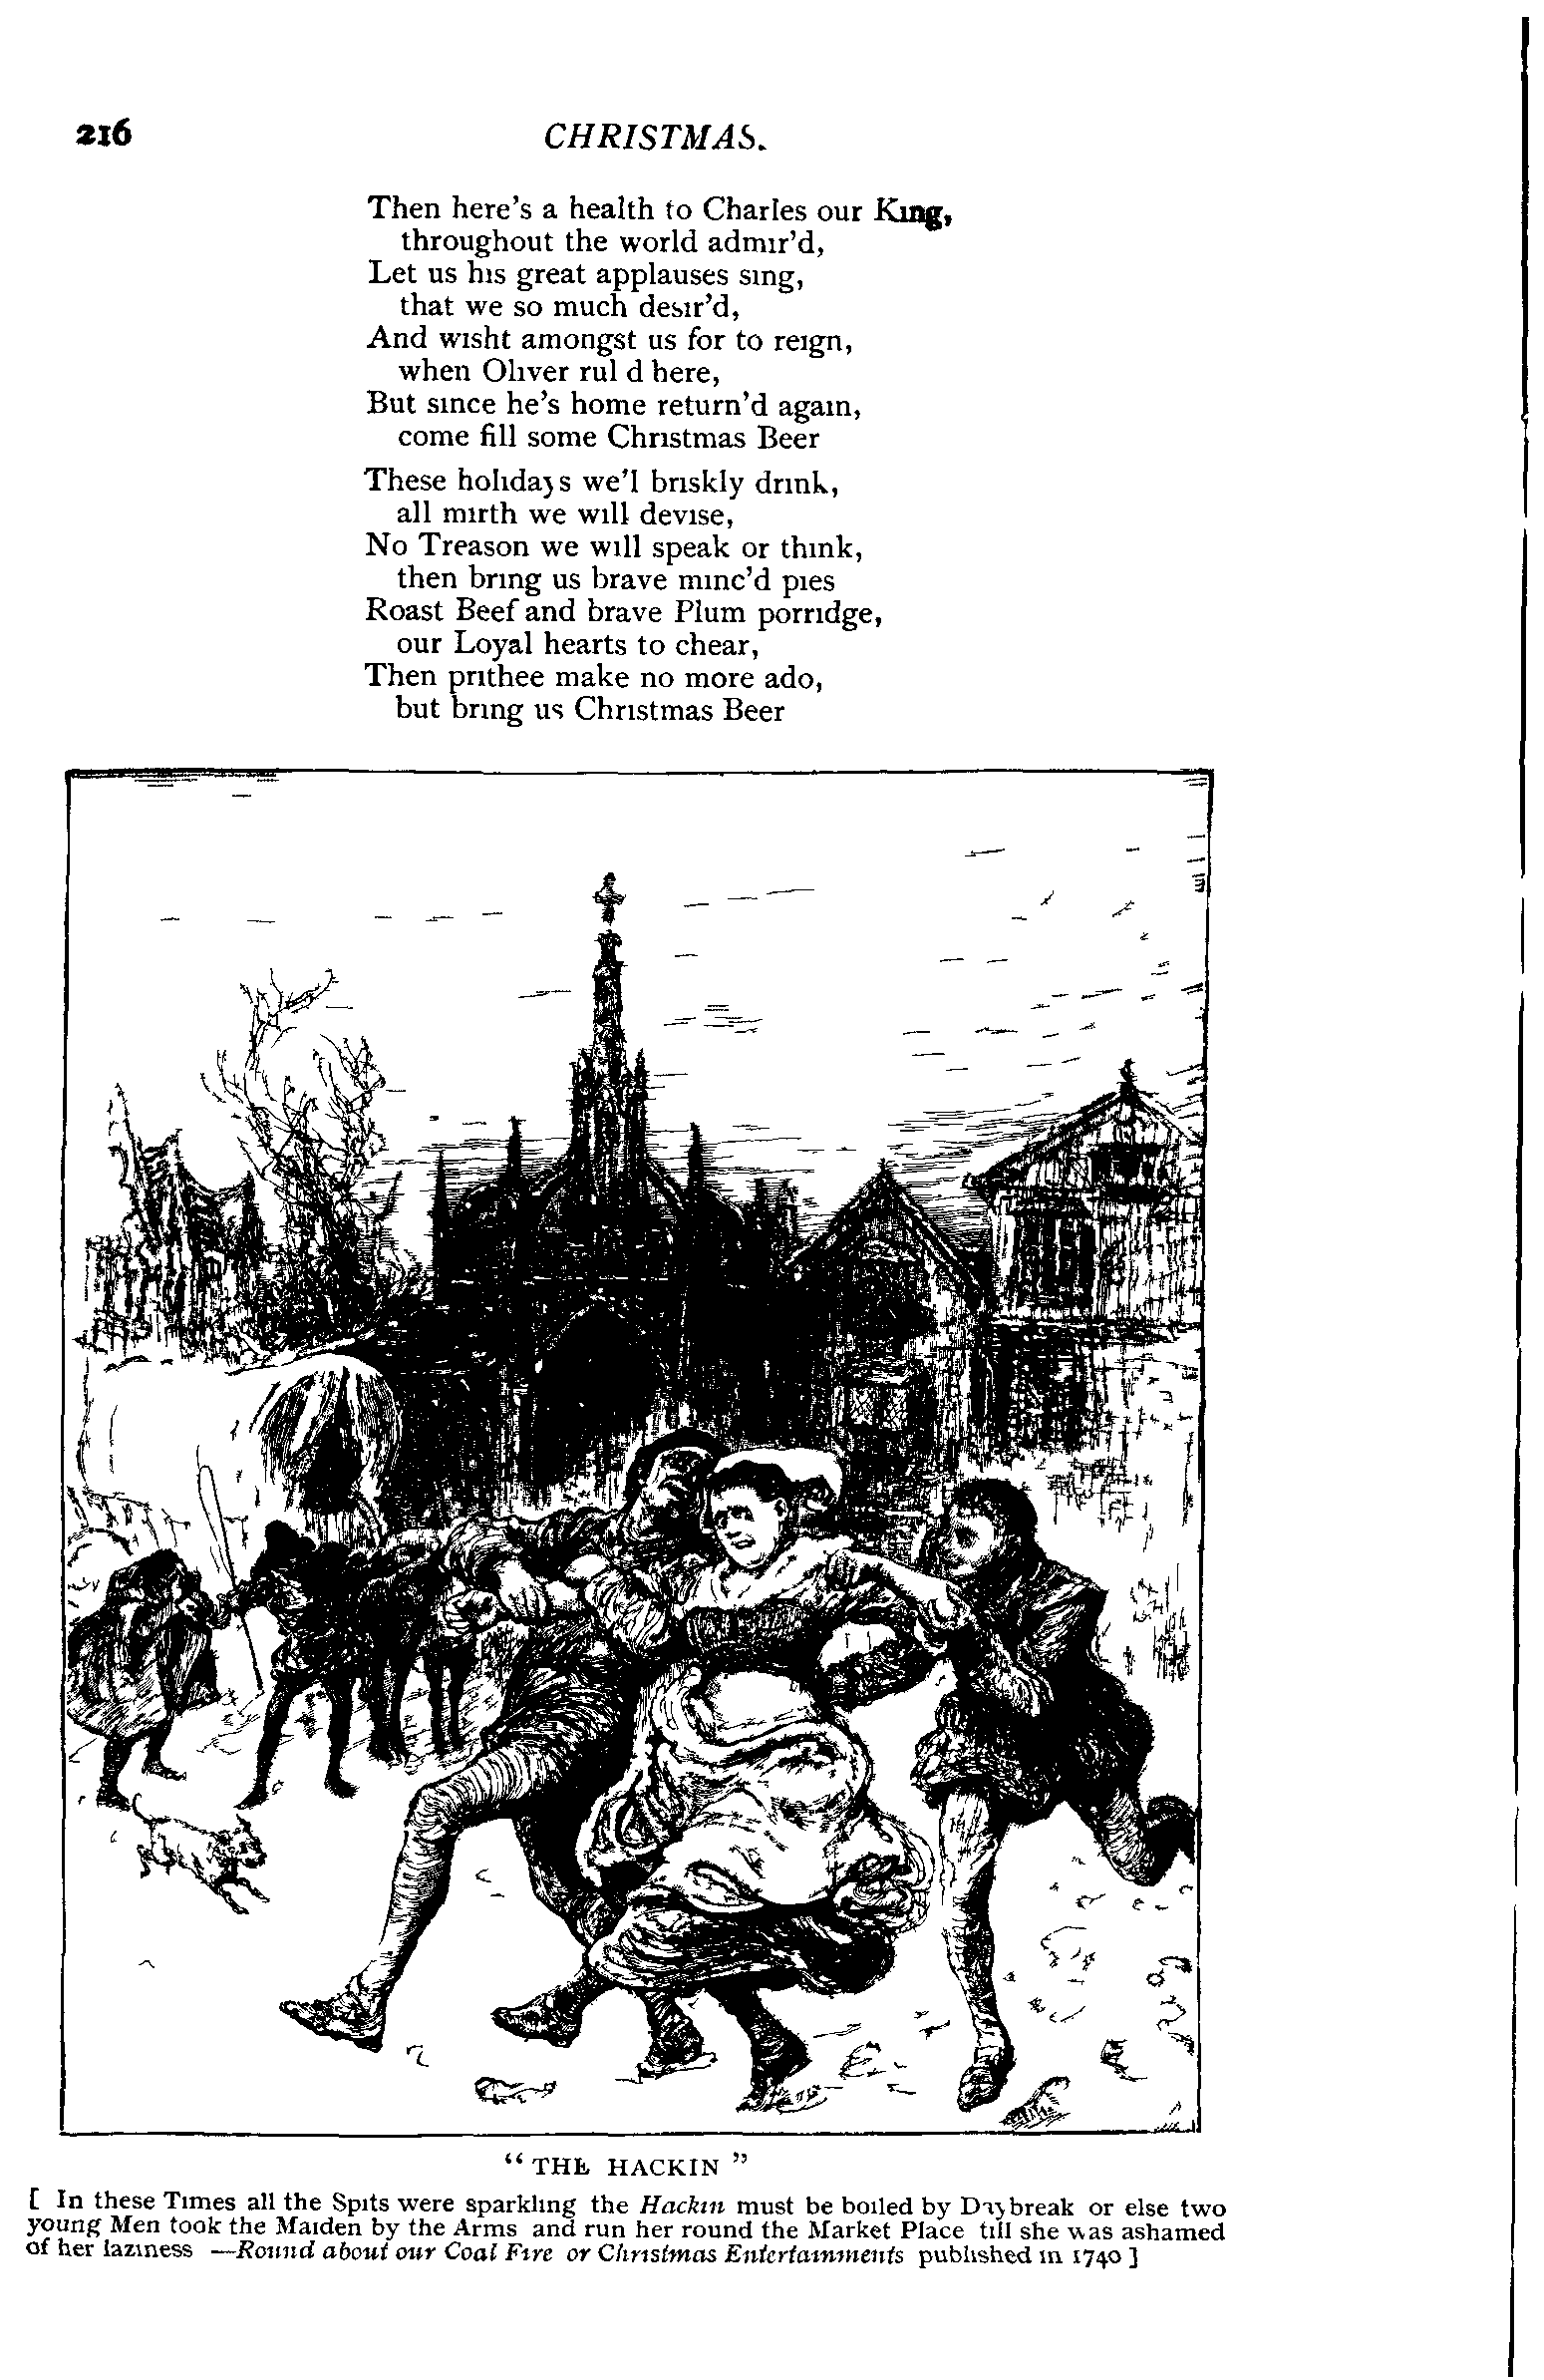 216
CHRISTMAS.
Then here's a health to Charles our King,
throughout the world admir'd,
Let us his great applauses sing,
that we so much desir'd,
And wisht amongst us for to reign,
when Oliver rul d here,
But since he's home return'd again,
come fill some Christmas Beer
These holidays we'l briskly drink,
all mirth we will devise,
No Treason we will speak or think,
then bring us brave minc'd pies
Roast Beef and brave Plum porridge,
our Loyal hearts to chear,
Then prithee make no more ado,
but bring us Christmas Beer
"THE HACKIN"
[ In these Times all the Spits were sparkling the Hackin must be boiled by Daybreak or else two
young Men took the Maiden by the Arms and run her round the Market Place till she was ashamed
of her laziness —Round about our Coal Fire or Christmas Entertainments published in 1740 ]